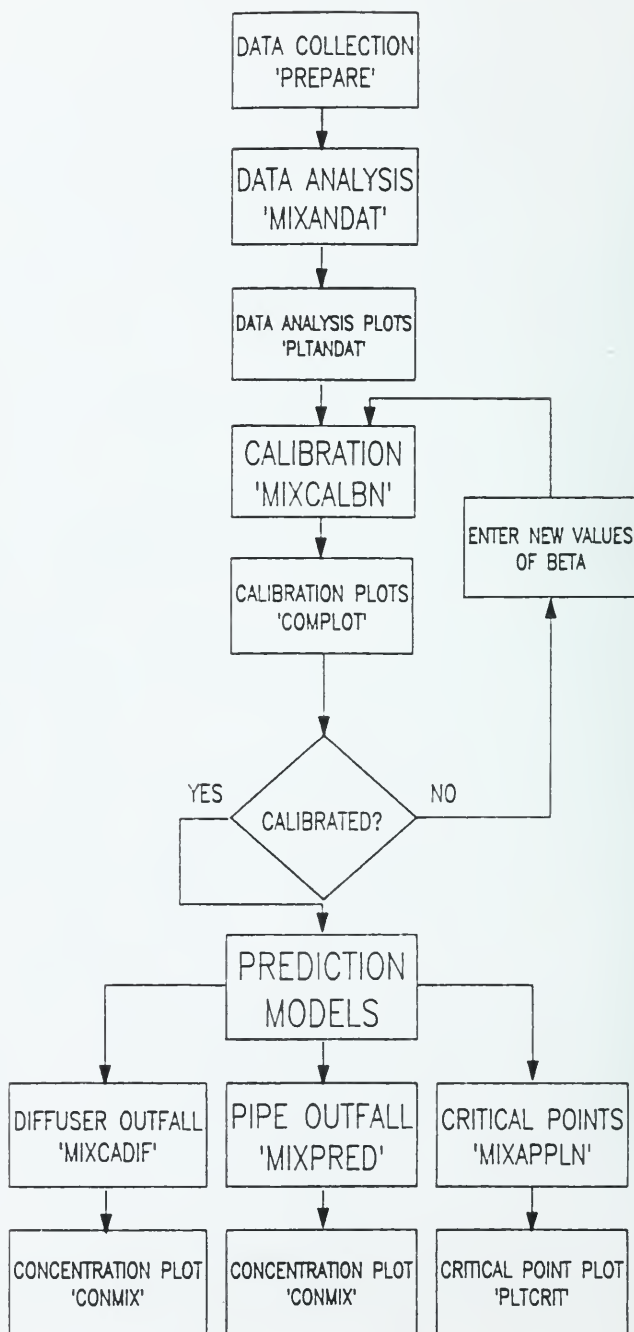 DATA COLLECTION
'PREPARE'
DATA ANALYSIS
'MIXANDAT'
DATA ANALYSIS PLOTS
'PLTANDAT'
CALIBRATION
'MIXCALBN'
ENTER NEW VALUES
OF BETA
CALIBRATION PLOTS
'COMPLOT'
YES
NO
CALIBRATED?
PREDICTION
MODELS
DIFFUSER OUTFALL
'MIXCADIF'
PIPE OUTFALL
'MIXPRED'
CRITICAL POINTS
'MIXAPPLN'
CONCENTRATION PLOT
'CONMIX'
CONCENTRATION PLOT
'CONMIX'
CRITICAL POINT PLOT
'PLTCRIT'